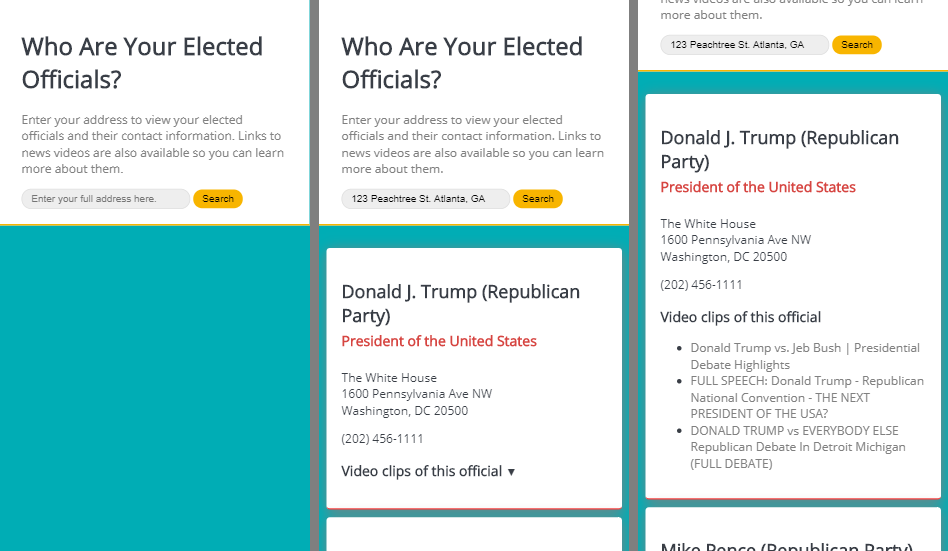 Who Are Your Elected
Officials?
Enter your address to view your elected
officials and their contact information. Links to
news videos are also available so you can learn
more about them.
Enter your full address here.
Search
Who Are Your Elected
Officials?
Enter your address to view your elected
officials and their contact information. Links to
news videos are also available so you can learn
more about them.
123 Peachtree St. Atlanta, GA
Search
Donald J. Trump (Republican
Party)
President of the United States
The White House
1600 Pennsylvania Ave NW
Washington, DC 20500
(202) 456-1111
Video clips of this official ▼
news videos are also available so you can learn
more about them.
123 Peachtree St. Atlanta, GA
Search
Donald J. Trump (Republican
Party)
President of the United States
The White House
1600 Pennsylvania Ave NW
Washington, DC 20500
(202) 456-1111
Video clips of this official
• Donald Trump vs. Jeb Bush | Presidential
Debate Highlights
• FULL SPEECH: Donald Trump - Republican
National Convention - THE NEXT
PRESIDENT OF THE USA?
• DONALD TRUMP vs EVERYBODY ELSE
Republican Debate In Detroit Michigan
(FULL DEBATE)
Mike Pence (Republican Party)